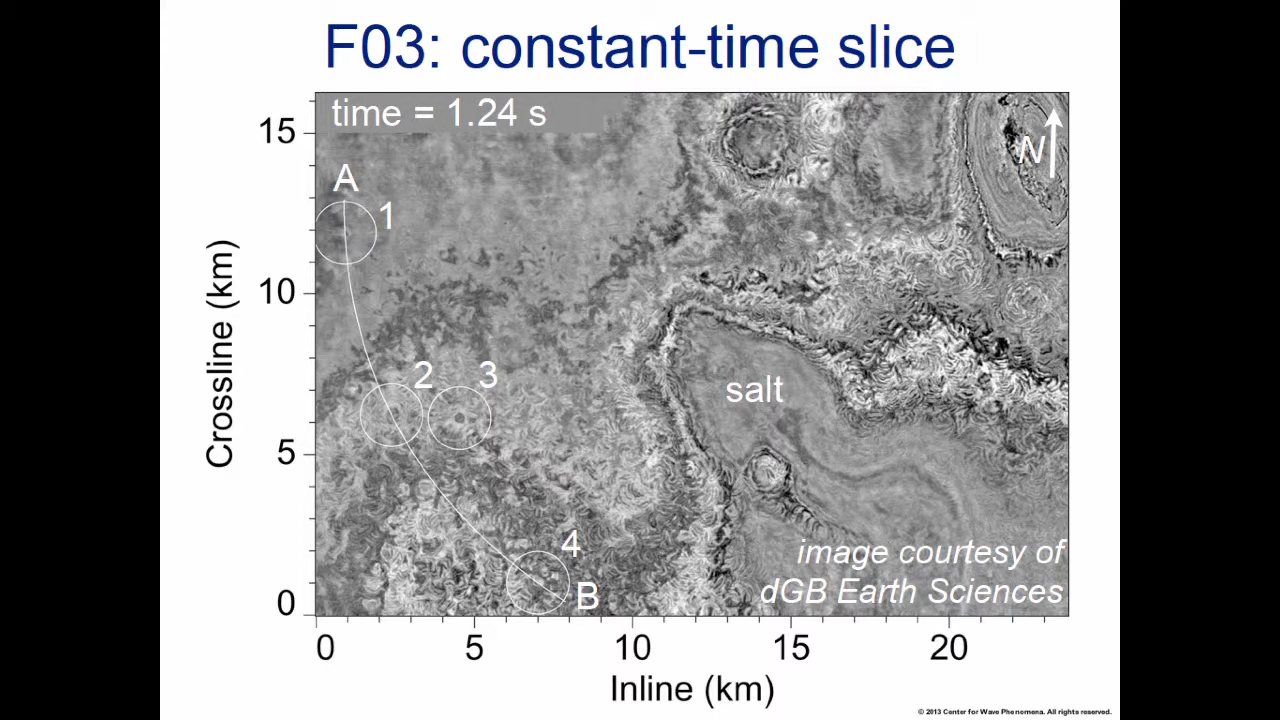 F03: constant-time slice
time = 1.24 s
N
15
A
1
Crossline (km)
10
2
3
salt
5
4
image courtesy of
B
dGB Earth Sciences
0
0
5
10
15
20
Inline (km)
© 2013 Center for Wave Phenomena. All rights reserved.